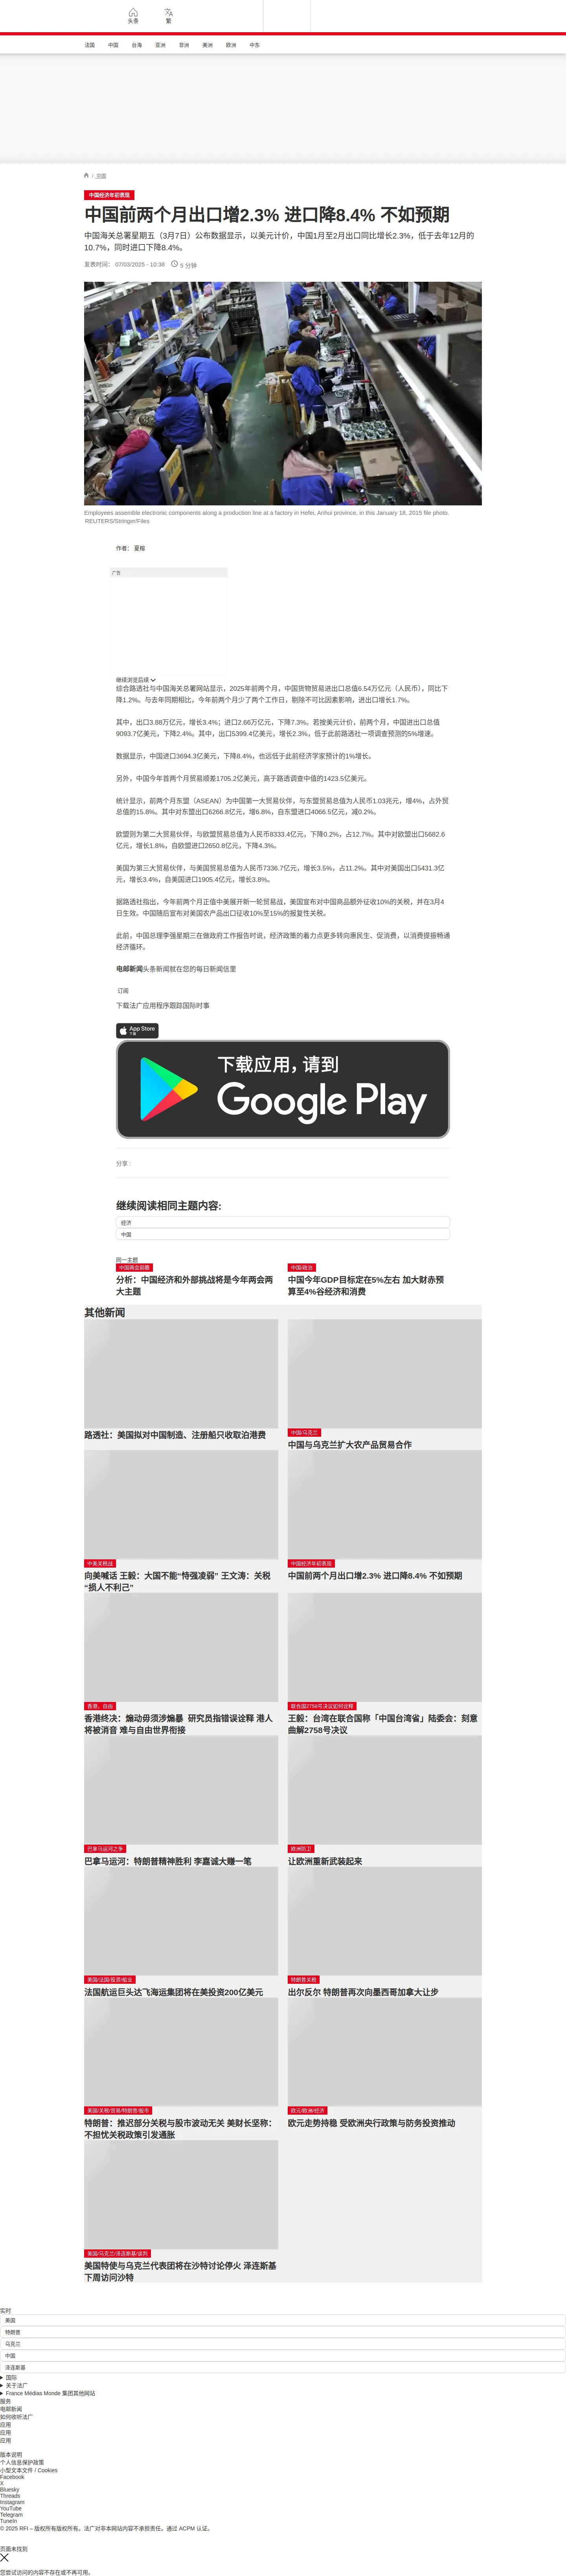 头条
繁
法国 中国 台海 亚洲 非洲 美洲 欧洲 中东
/ 中国
中国经济年初表现
中国前两个月出口增2.3% 进口降8.4% 不如预期
中国海关总署星期五（3月7日）公布数据显示，以美元计价，中国1月至2月出口同比增长2.3%，低于去年12月的
10.7%，同时进口下降8.4%。
发表时间： 07/03/2025 - 10:38 5 分钟
Employees assemble electronic components along a production line at a factory in Hefei, Anhui province, in this January 18, 2015 file photo.
REUTERS/Stringer/Files
作者： 夏榕
广告
继续浏览后续
综合路透社与中国海关总署网站显示，2025年前两个月，中国货物贸易进出口总值6.54万亿元（人民币），同比下
降1.2%。与去年同期相比，今年前两个月少了两个工作日，剔除不可比因素影响，进出口增长1.7%。
其中，出口3.88万亿元，增长3.4%；进口2.66万亿元，下降7.3%。若按美元计价，前两个月，中国进出口总值
9093.7亿美元，下降2.4%。其中，出口5399.4亿美元，增长2.3%，低于此前路透社一项调查预测的5%增速。
数据显示，中国进口3694.3亿美元，下降8.4%，也远低于此前经济学家预计的1%增长。
另外，中国今年首两个月贸易顺差1705.2亿美元，高于路透调查中值的1423.5亿美元。
统计显示，前两个月东盟（ASEAN）为中国第一大贸易伙伴，与东盟贸易总值为人民币1.03兆元，增4%，占外贸
总值的15.8%。其中对东盟出口6266.8亿元，增6.8%，自东盟进口4066.5亿元，减0.2%。
欧盟则为第二大贸易伙伴，与欧盟贸易总值为人民币8333.4亿元，下降0.2%，占12.7%。其中对欧盟出口5682.6
亿元，增长1.8%，自欧盟进口2650.8亿元，下降4.3%。
美国为第三大贸易伙伴，与美国贸易总值为人民币7336.7亿元，增长3.5%，占11.2%。其中对美国出口5431.3亿
元，增长3.4%，自美国进口1905.4亿元，增长3.8%。
据路透社指出，今年前两个月正值中美展开新一轮贸易战，美国宣布对中国商品额外征收10%的关税，并在3月4
日生效。中国随后宣布对美国农产品出口征收10%至15%的报复性关税。
此前，中国总理李强星期三在做政府工作报告时说，经济政策的着力点更多转向惠民生、促消费，以消费提振畅通
经济循环。
电邮新闻头条新闻就在您的每日新闻信里
订阅
下载法广应用程序跟踪国际时事
App Store
下载
下载应用，请到
Google Play
分享 :
继续阅读相同主题内容:
经济
中国
同一主题
中国两会前瞻
分析：中国经济和外部挑战将是今年两会两
大主题
中国/政治
中国今年GDP目标定在5%左右 加大财赤预
算至4%谷经济和消费
其他新闻
路透社：美国拟对中国制造、注册船只收取泊港费
中国/乌克兰
中国与乌克兰扩大农产品贸易合作
中美关税战
向美喊话 王毅：大国不能“恃强凌弱” 王文涛：关税
“损人不利己”
中国经济年初表现
中国前两个月出口增2.3% 进口降8.4% 不如预期
香港，自由
香港终决：煽动毋须涉煽暴 研究员指错误诠释 港人
将被消音 难与自由世界衔接
联合国2758号决议如何诠释
王毅：台湾在联合国称「中国台湾省」陆委会：刻意
曲解2758号决议
巴拿马运河之争
巴拿马运河：特朗普精神胜利 李嘉诚大赚一笔
欧洲防卫
让欧洲重新武装起来
美国/法国/投资/船业
法国航运巨头达飞海运集团将在美投资200亿美元
特朗普关税
出尔反尔 特朗普再次向墨西哥加拿大让步
美国/关税/贸易/特朗普/股市
特朗普：推迟部分关税与股市波动无关 美财长坚称：
不担忧关税政策引发通胀
欧元/欧洲/经济
欧元走势持稳 受欧洲央行政策与防务投资推动
美国/乌克兰/泽连斯基/谈判
美国特使与乌克兰代表团将在沙特讨论停火 泽连斯基
下周访问沙特
实时
美国
特朗普
乌克兰
中国
泽连斯基
国际
关于法广
France Médias Monde 集团其他网站
服务
电邮新闻
如何收听法广
应用
应用
应用
版本说明
个人信息保护政策
小型文本文件 / Cookies
Facebook
X
Bluesky
Threads
Instagram
YouTube
Telegram
TuneIn
© 2025 RFI – 版权所有版权所有。法广对非本网站内容不承担责任。通过 ACPM 认证。
页面未找到
您尝试访问的内容不存在或不再可用。